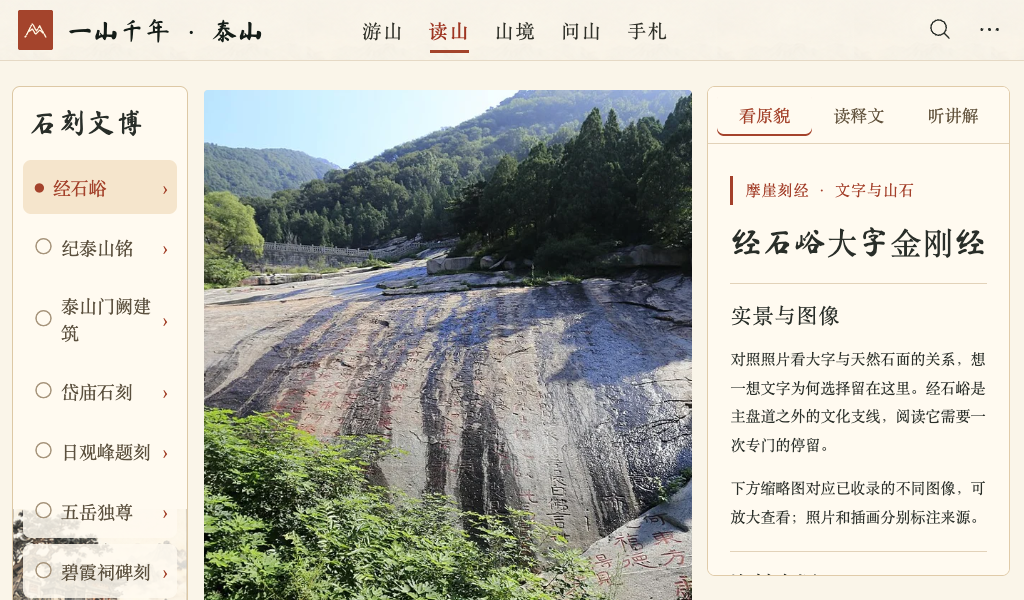 一山千年 · 泰山
游山
读山
山境
问山
手札
石刻文博
经石峪
纪泰山铭
泰山门阙建
筑
岱庙石刻
日观峰题刻
五岳独尊
碧霞祠碑刻
看原貌
读释文
听讲解
摩崖刻经 · 文字与山石
经石峪大字金刚经
实景与图像
对照照片看大字与天然石面的关系，想
一想文字为何选择留在这里。经石峪是
主盘道之外的文化支线，阅读它需要一
次专门的停留。
下方缩略图对应已收录的不同图像，可
放大查看；照片和插画分别标注来源。